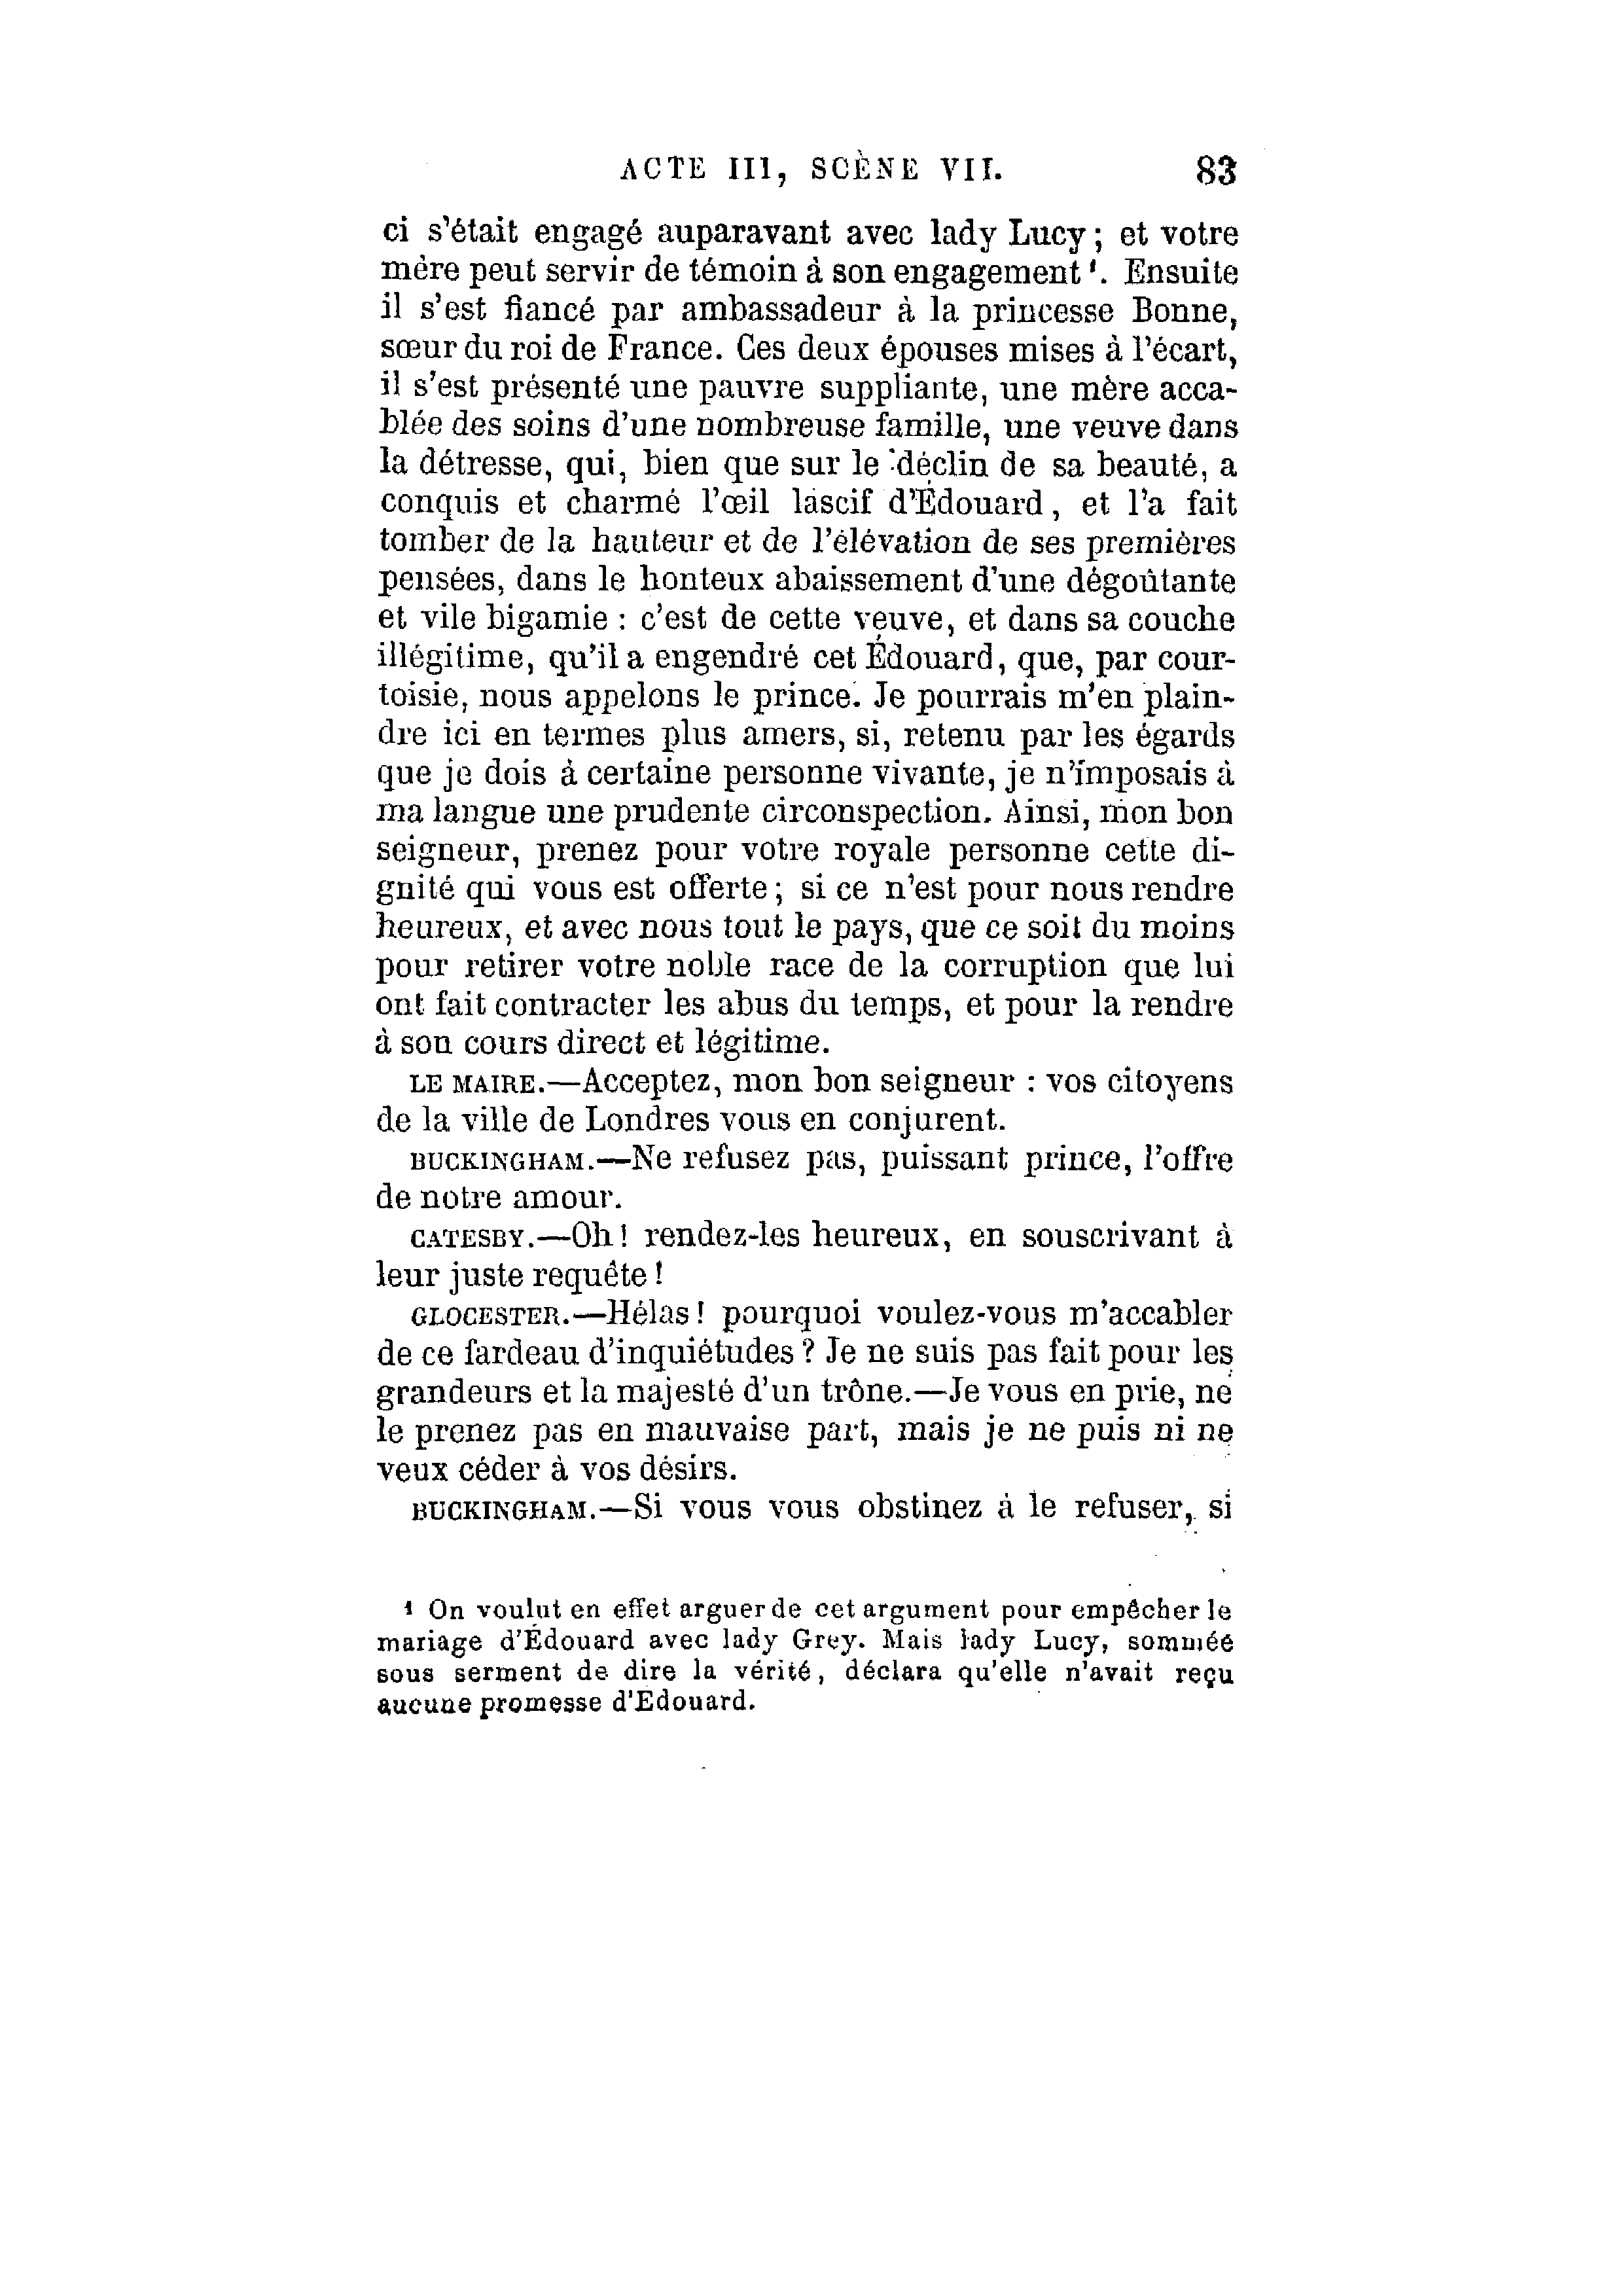 ACTE III, SCÈNE VII. 83
ci s'était engagé auparavant avec lady Lucy; et votre
mère peut servir de témoin à son engagement ¹. Ensuite
il s'est fiancé par ambassadeur à la princesse Bonne,
sœur du roi de France. Ces deux épouses mises à l'écart,
il s'est présenté une pauvre suppliante, une mère acca-
blée des soins d'une nombreuse famille, une veuve dans
la détresse, qui, bien que sur le déclin de sa beauté, a
conquis et charmé l'œil lascif d'Édouard, et l'a fait
tomber de la hauteur et de l'élévation de ses premières
pensées, dans le honteux abaissement d'une dégoûtante
et vile bigamie : c'est de cette veuve, et dans sa couche
illégitime, qu'il a engendré cet Édouard, que, par cour-
toisie, nous appelons le prince. Je pourrais m'en plain-
dre ici en termes plus amers, si, retenu par les égards
que je dois à certaine personne vivante, je n'imposais à
ma langue une prudente circonspection. Ainsi, mon bon
seigneur, prenez pour votre royale personne cette di-
gnité qui vous est offerte; si ce n'est pour nous rendre
heureux, et avec nous tout le pays, que ce soit du moins
pour retirer votre noble race de la corruption que lui
ont fait contracter les abus du temps, et pour la rendre
à son cours direct et légitime.
LE MAIRE.—Acceptez, mon bon seigneur : vos citoyens
de la ville de Londres vous en conjurent.
BUCKINGHAM.—Ne refusez pas, puissant prince, l'offre
de notre amour.
CATESBY.—Oh! rendez-les heureux, en souscrivant à
leur juste requête !
GLOCESTER.—Hélas! pourquoi voulez-vous m'accabler
de ce fardeau d'inquiétudes ? Je ne suis pas fait pour les
grandeurs et la majesté d'un trône.—Je vous en prie, ne
le prenez pas en mauvaise part, mais je ne puis ni ne
veux céder à vos désirs.
BUCKINGHAM.—Si vous vous obstinez à le refuser, si
¹ On voulut en effet arguer de cet argument pour empêcher le
mariage d'Édouard avec lady Grey. Mais lady Lucy, sommée
sous serment de dire la vérité, déclara qu'elle n'avait reçu
aucune promesse d'Edouard.